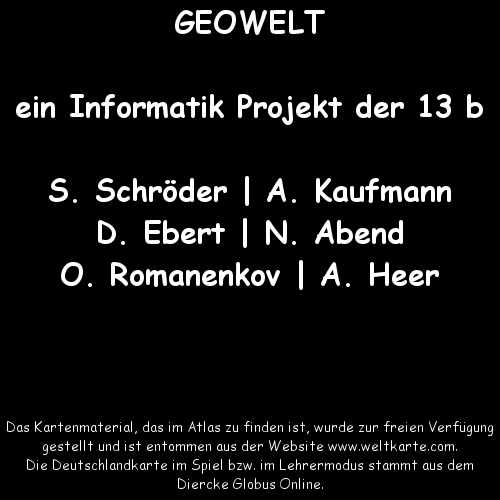 GEOWELT
ein Informatik Projekt der 13 b
S. Schröder | A. Kaufmann
D. Ebert | N. Abend
O. Romanenkov | A. Heer
Das Kartenmaterial, das im Atlas zu finden ist, wurde zur freien Verfügung
gestellt und ist entommen aus der Website www.weltkarte.com.
Die Deutschlandkarte im Spiel bzw. im Lehrermodus stammt aus dem
Diercke Globus Online.